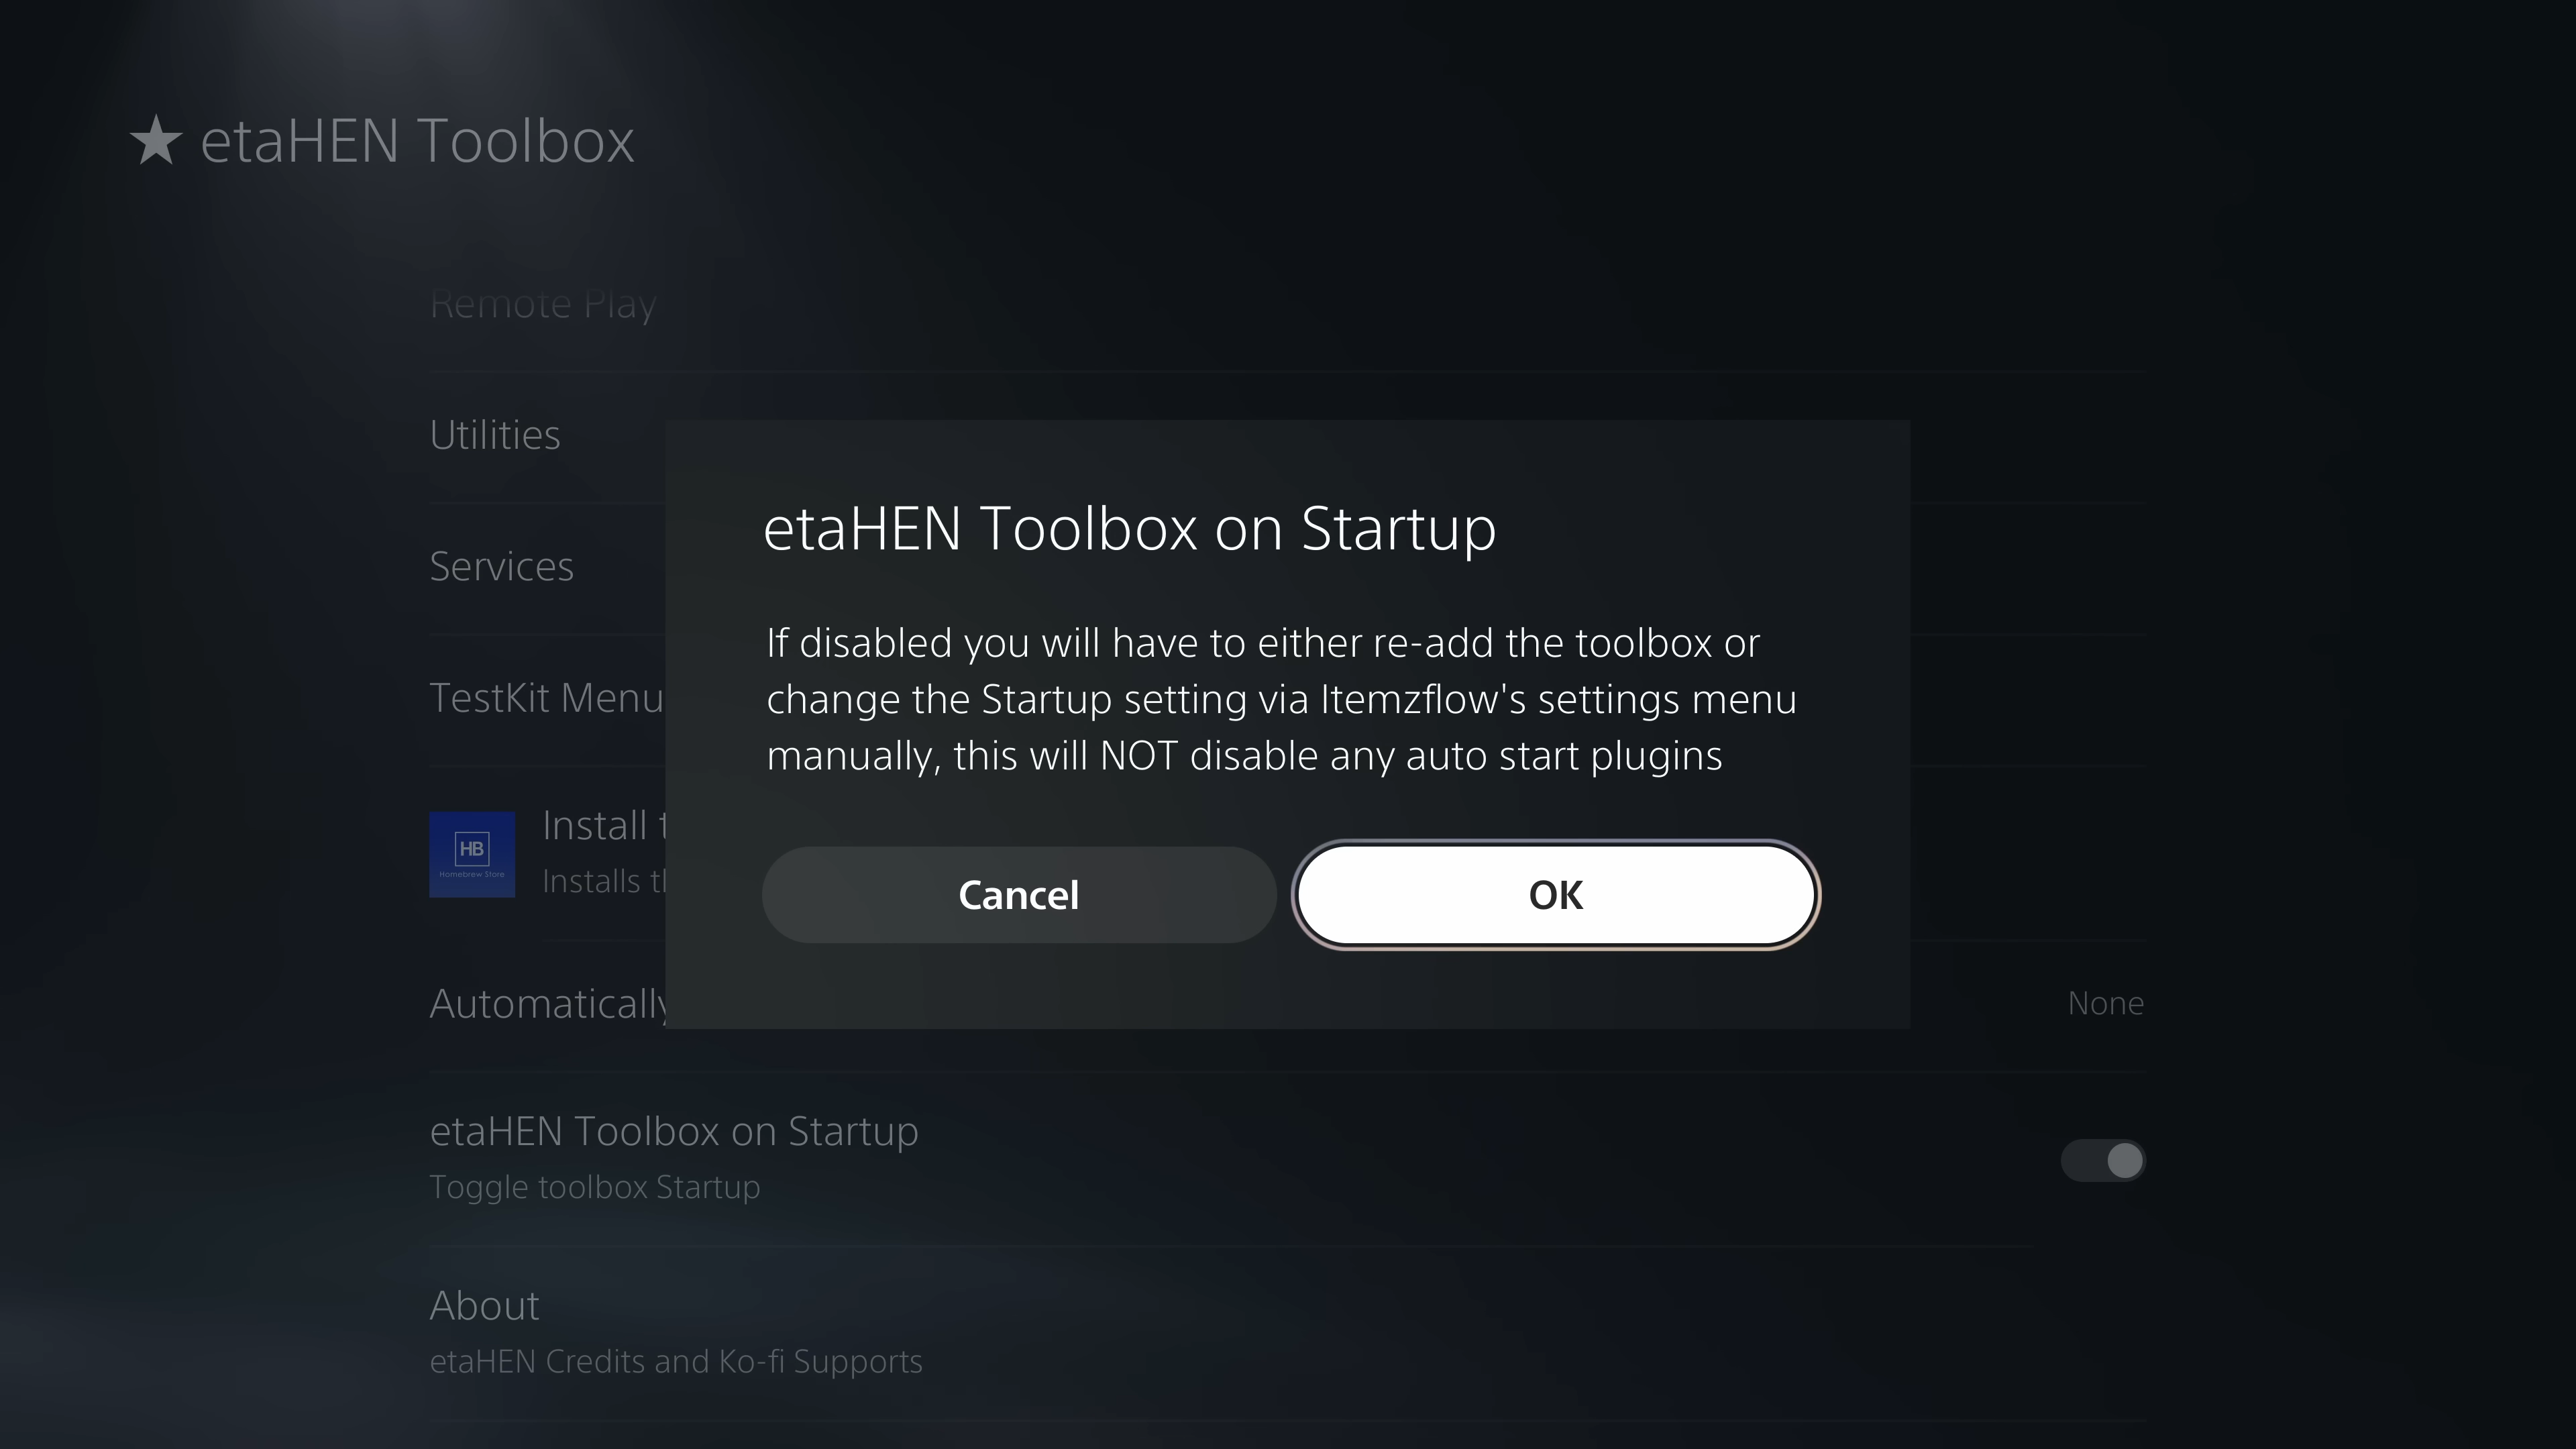 ★ etaHEN Toolbox
Remote Play
Utilities
Services
TestKit Menu
HB
Homebrew Store
Install
Installs
Automatically
None
etaHEN Toolbox on Startup
Toggle toolbox Startup
About
etaHEN Credits and Ko-fi Supports
etaHEN Toolbox on Startup
If disabled you will have to either re-add the toolbox or
change the Startup setting via Itemzflow's settings menu
manually, this will NOT disable any auto start plugins
Cancel
OK